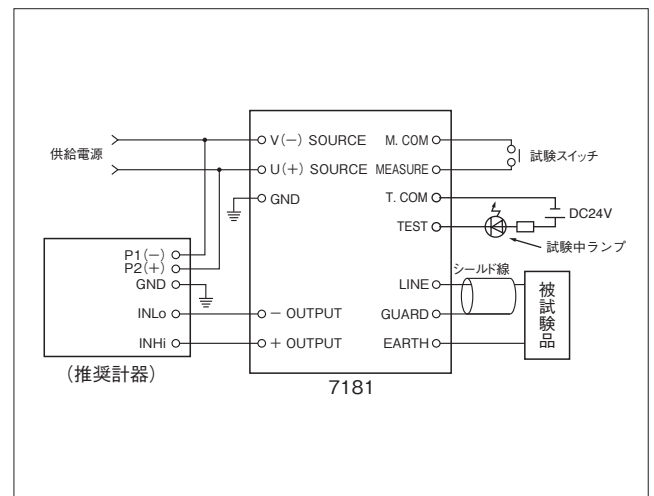 供給電源
V(−) SOURCE
U(+) SOURCE
GND
− OUTPUT
+ OUTPUT
M. COM
MEASURE
T. COM
TEST
LINE
GUARD
EARTH
7181
試験スイッチ
DC24V
試験中ランプ
シールド線
被試験品
P1(−)
P2(+)
GND
INLo
INHi
(推奨計器)